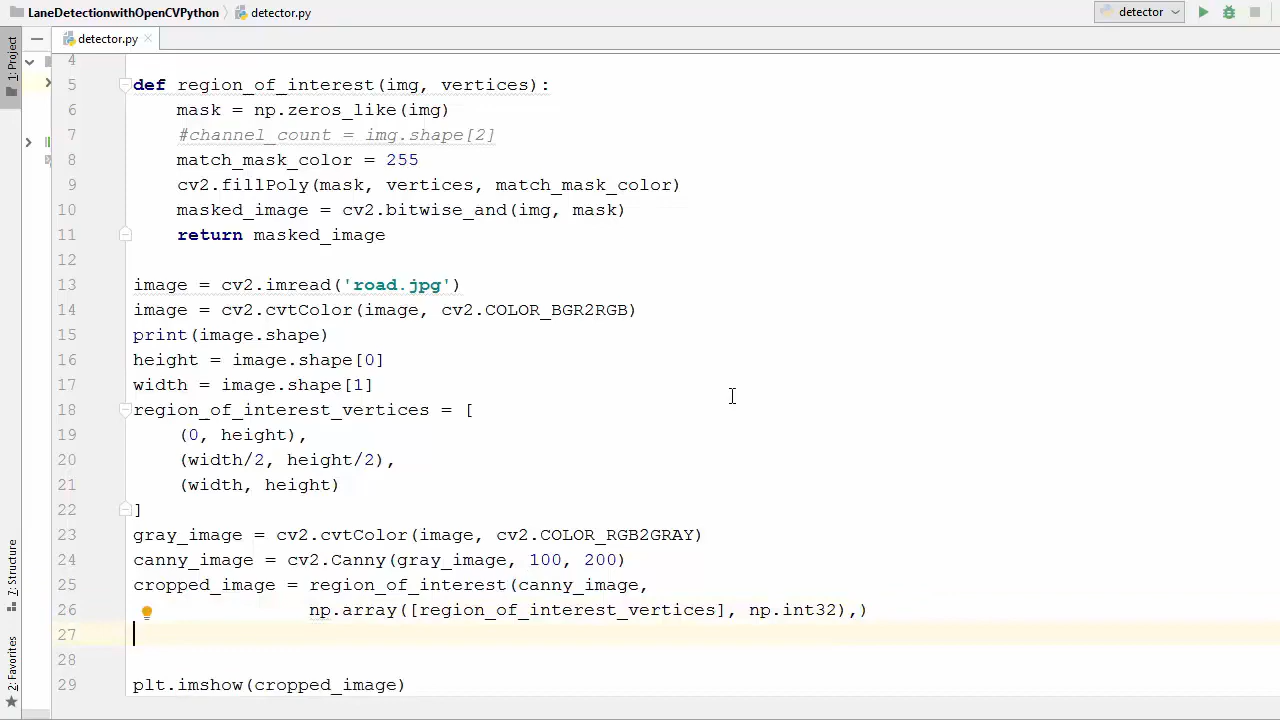 LaneDetectionwithOpenCVPython detector.py detector
1: Project
detector.py
4
5 def region_of_interest(img, vertices):
6 mask = np.zeros_like(img)
7 #channel_count = img.shape[2]
8 match_mask_color = 255
9 cv2.fillPoly(mask, vertices, match_mask_color)
10 masked_image = cv2.bitwise_and(img, mask)
11 return masked_image
12
13 image = cv2.imread('road.jpg')
14 image = cv2.cvtColor(image, cv2.COLOR_BGR2RGB)
15 print(image.shape)
16 height = image.shape[0]
17 width = image.shape[1]
18 region_of_interest_vertices = [
19 (0, height),
20 (width/2, height/2),
21 (width, height)
22 ]
23 gray_image = cv2.cvtColor(image, cv2.COLOR_RGB2GRAY)
24 canny_image = cv2.Canny(gray_image, 100, 200)
25 cropped_image = region_of_interest(canny_image,
26 np.array([region_of_interest_vertices], np.int32),)
27
28
29 plt.imshow(cropped_image)
7: Structure
2: Favorites